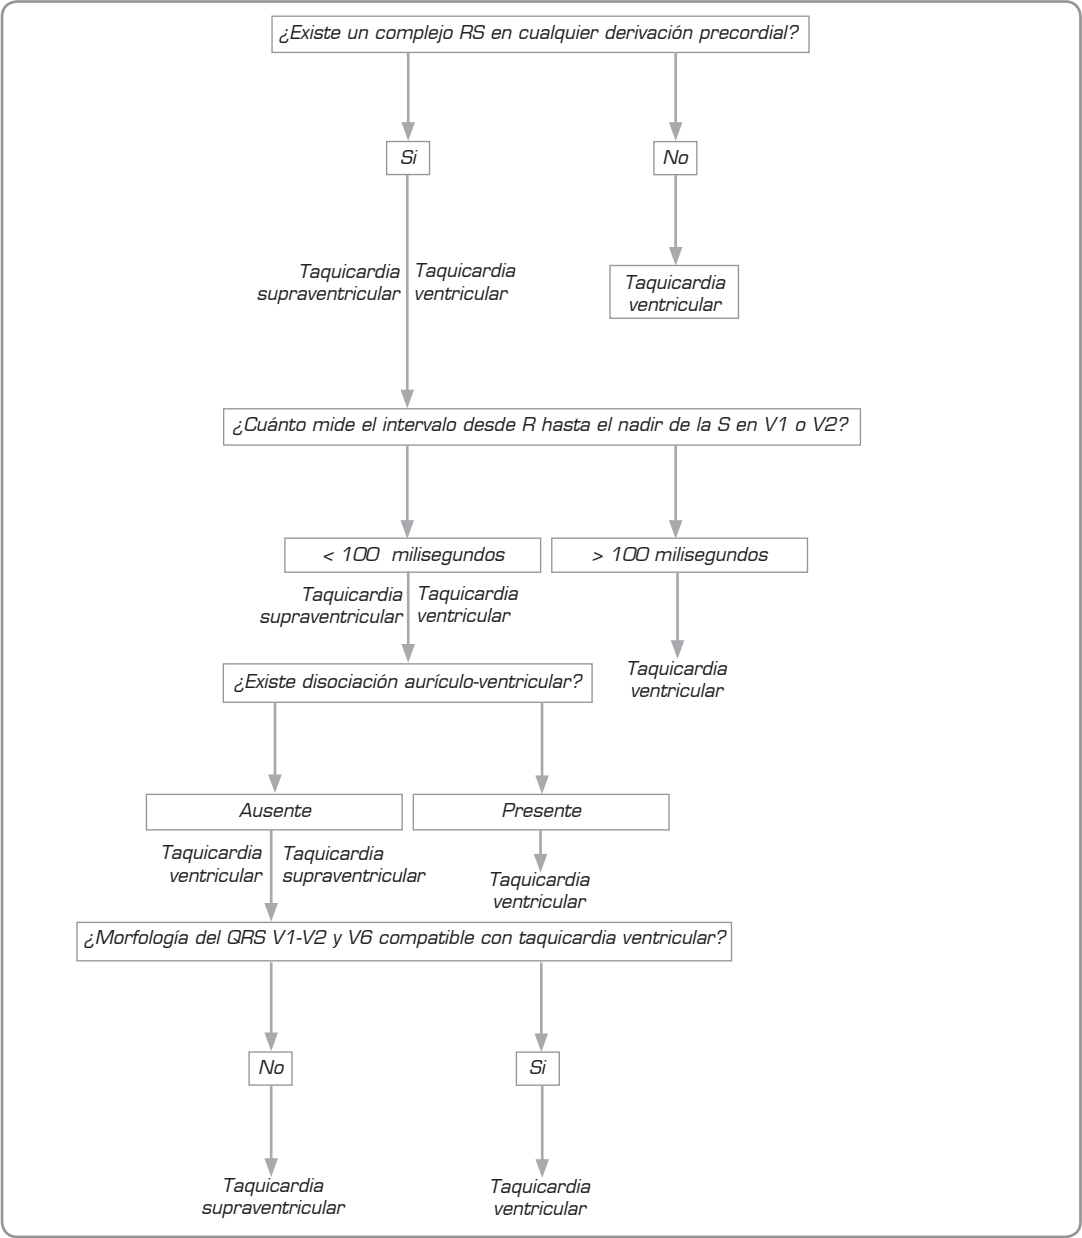 ¿Existe un complejo RS en cualquier derivación precordial?
Si
No
Taquicardia
supraventricular
Taquicardia
ventricular
Taquicardia
ventricular
¿Cuánto mide el intervalo desde R hasta el nadir de la S en V1 o V2?
< 100 milisegundos
> 100 milisegundos
Taquicardia
supraventricular
Taquicardia
ventricular
Taquicardia
ventricular
¿Existe disociación aurículo-ventricular?
Ausente
Presente
Taquicardia
ventricular
Taquicardia
supraventricular
Taquicardia
ventricular
¿Morfología del QRS V1-V2 y V6 compatible con taquicardia ventricular?
No
Si
Taquicardia
supraventricular
Taquicardia
ventricular